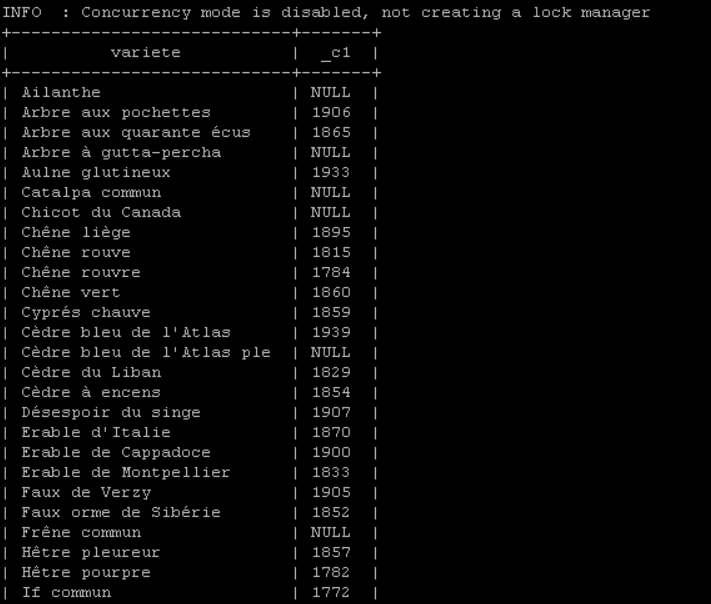 INFO  : Concurrency mode is disabled, not creating a lock manager
+----------------------------+-------+
|          variete           |  _c1  |
+----------------------------+-------+
| Ailanthe                   | NULL  |
| Arbre aux pochettes        | 1906  |
| Arbre aux quarante écus    | 1865  |
| Arbre à gutta-percha       | NULL  |
| Aulne glutineux            | 1933  |
| Catalpa commun             | NULL  |
| Chicot du Canada           | NULL  |
| Chêne liège                | 1895  |
| Chêne rouve                | 1815  |
| Chêne rouvre               | 1784  |
| Chêne vert                 | 1860  |
| Cyprés chauve              | 1859  |
| Cèdre bleu de l'Atlas      | 1939  |
| Cèdre bleu de l'Atlas ple  | NULL  |
| Cèdre du Liban             | 1829  |
| Cèdre à encens             | 1854  |
| Désespoir du singe         | 1907  |
| Erable d'Italie            | 1870  |
| Erable de Cappadoce        | 1900  |
| Erable de Montpellier      | 1833  |
| Faux de Verzy              | 1905  |
| Faux orme de Sibérie       | 1852  |
| Frêne commun               | NULL  |
| Hêtre pleureur             | 1857  |
| Hêtre pourpre              | 1782  |
| If commun                  | 1772  |